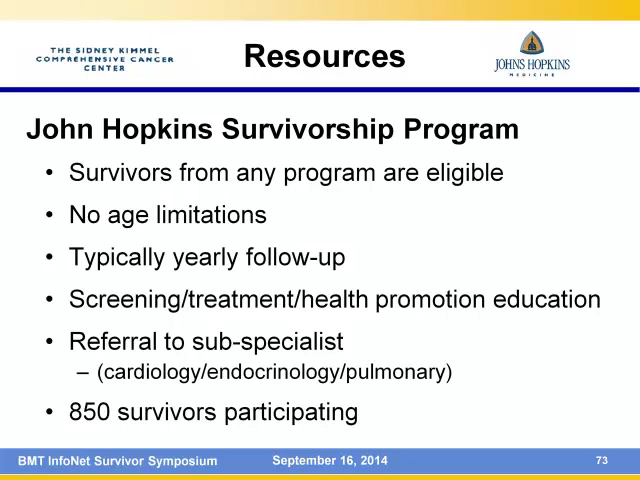 THE SIDNEY KIMMEL
COMPREHENSIVE CANCER
CENTER
Resources
JOHNS HOPKINS
MEDICINE
John Hopkins Survivorship Program
• Survivors from any program are eligible
• No age limitations
• Typically yearly follow-up
• Screening/treatment/health promotion education
• Referral to sub-specialist
– (cardiology/endocrinology/pulmonary)
• 850 survivors participating
BMT InfoNet Survivor Symposium September 16, 2014 73